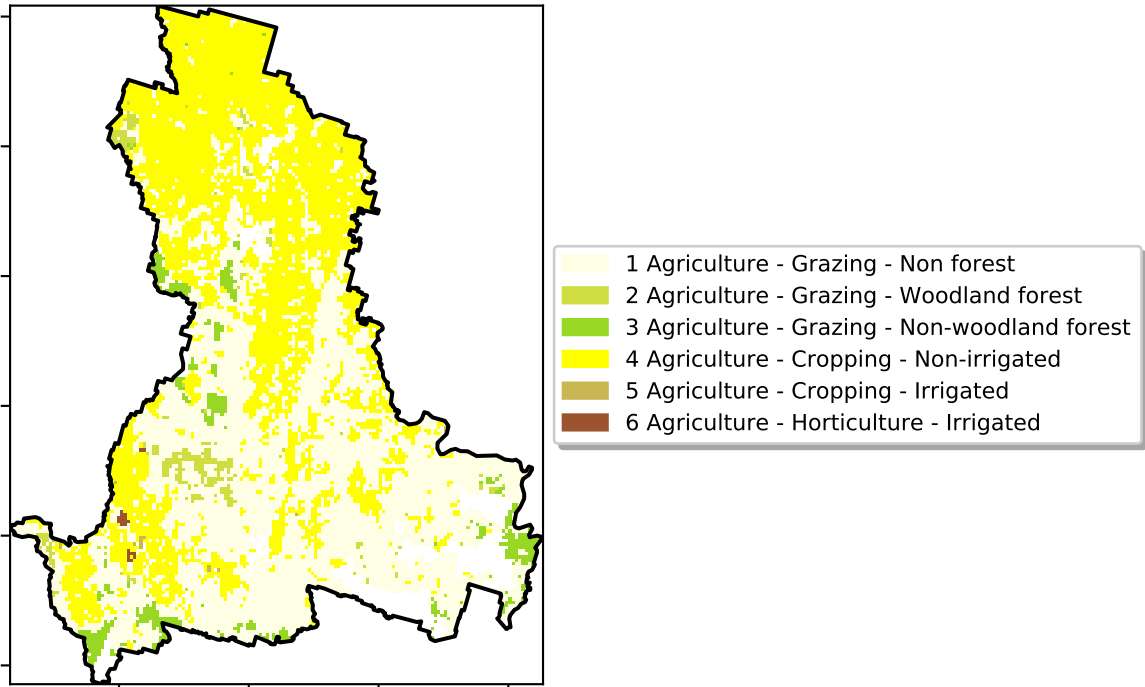 1 Agriculture - Grazing - Non forest
2 Agriculture - Grazing - Woodland forest
3 Agriculture - Grazing - Non-woodland forest
4 Agriculture - Cropping - Non-irrigated
5 Agriculture - Cropping - Irrigated
6 Agriculture - Horticulture - Irrigated